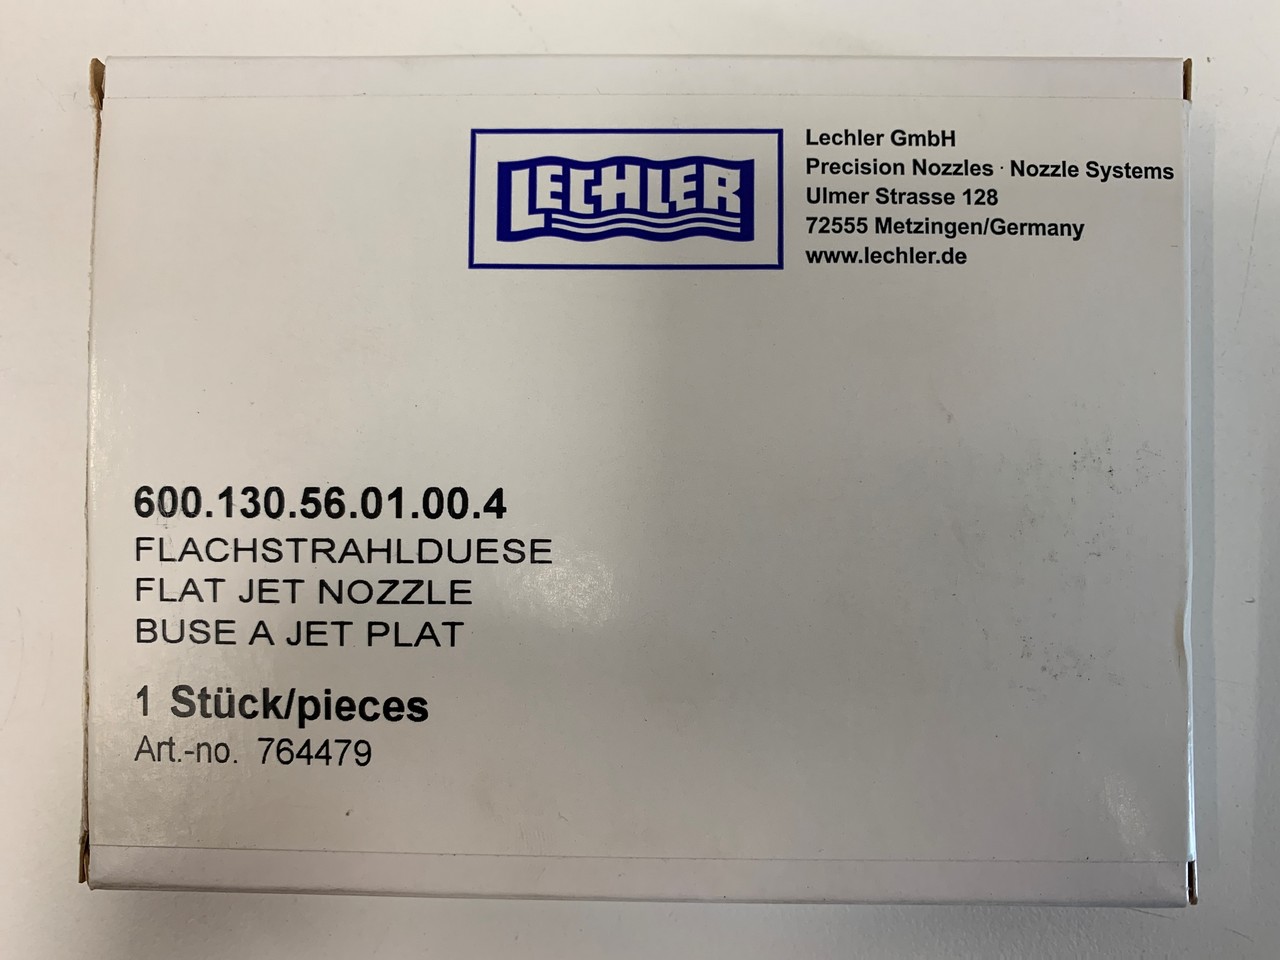 LECHLER
Lechler GmbH
Precision Nozzles · Nozzle Systems
Ulmer Strasse 128
72555 Metzingen/Germany
www.lechler.de
600.130.56.01.00.4
FLACHSTRAHLDUESE
FLAT JET NOZZLE
BUSE A JET PLAT
1 Stück/pieces
Art.-no. 764479